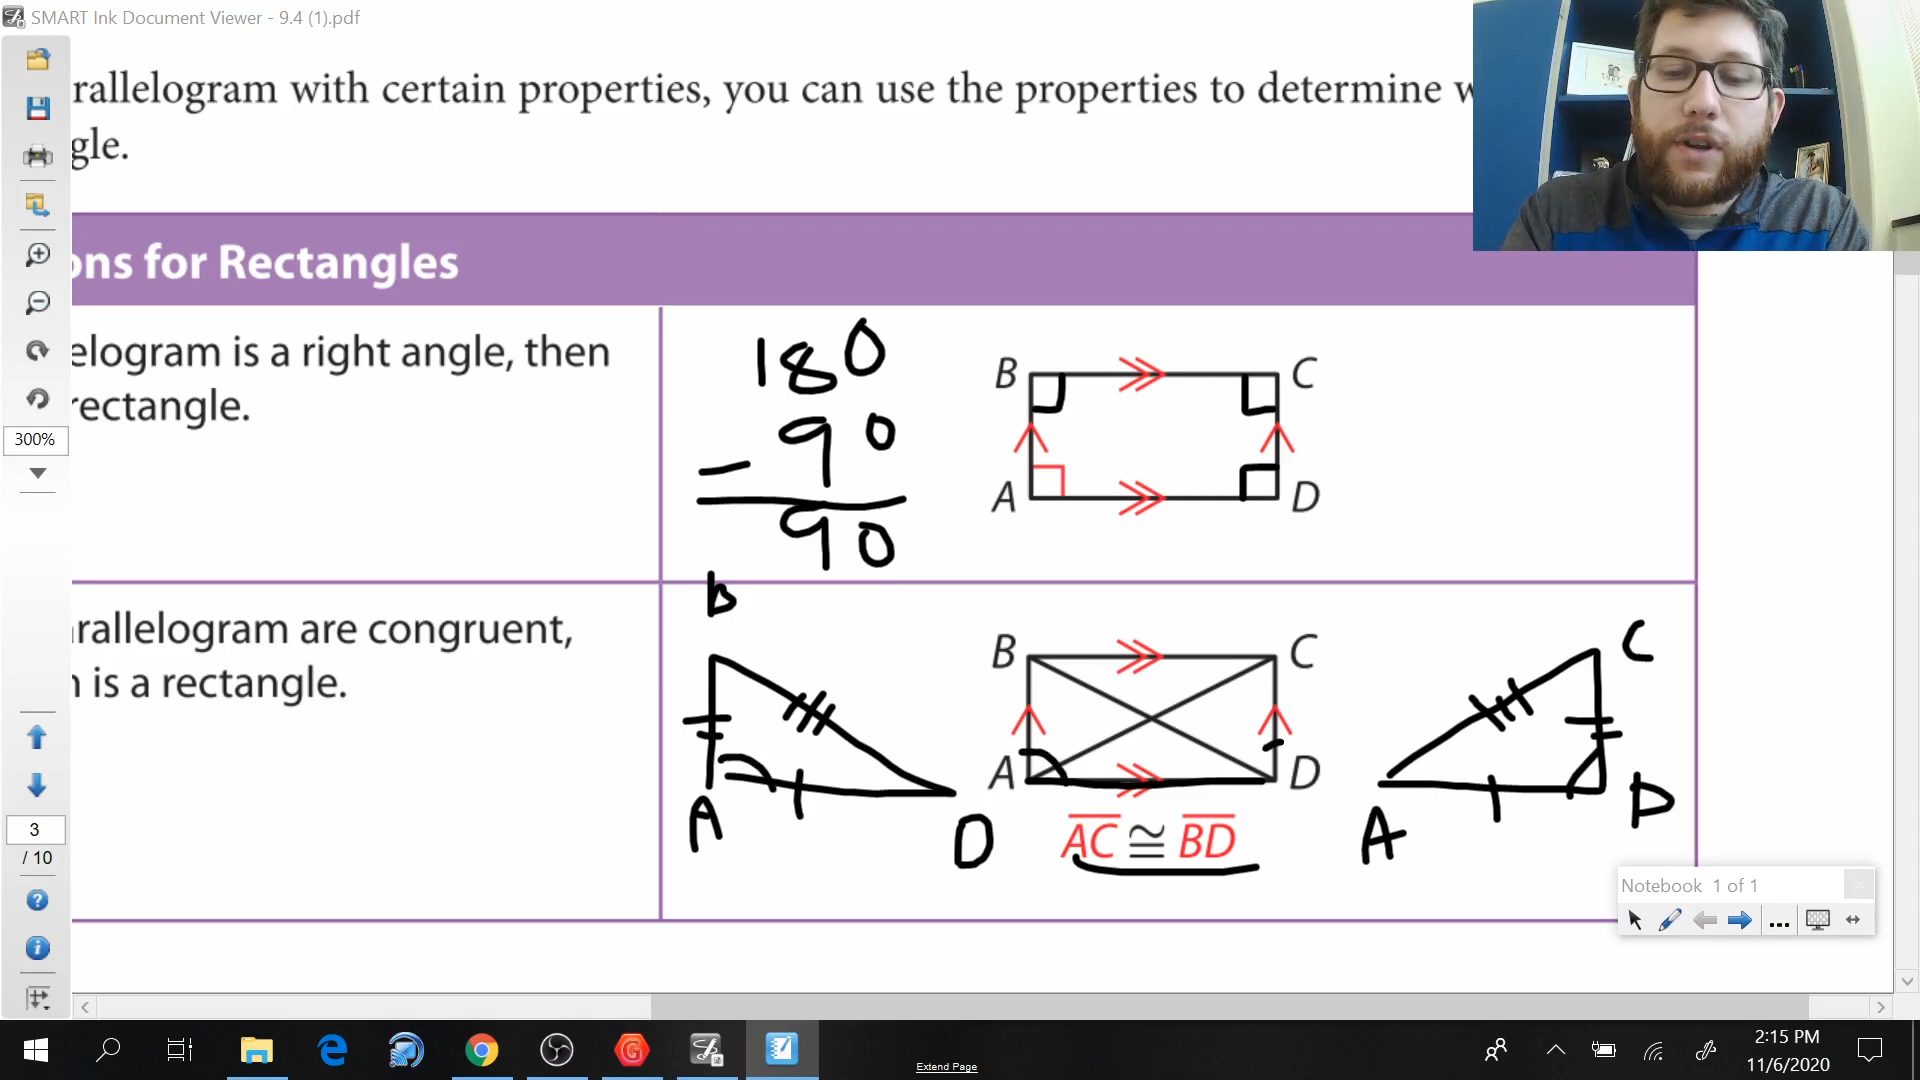 SMART Ink Document Viewer - 9.4 (1).pdf
rallelogram with certain properties, you can use the properties to determine w
gle.
ons for Rectangles
elogram is a right angle, then
rectangle.
180
- 90
90
B C
A D
rallelogram are congruent,
n is a rectangle.
B
A
D
B C
A D
AC ≅ BD
C
A
D
300%
3
/ 10
Notebook 1 of 1
...
Extend Page
2:15 PM
11/6/2020